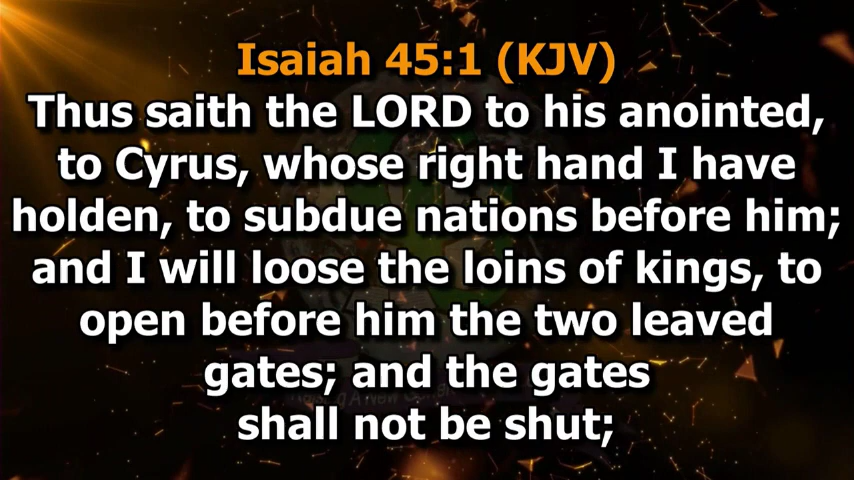 Isaiah 45:1 (KJV)
Thus saith the LORD to his anointed,
to Cyrus, whose right hand I have
holden, to subdue nations before him;
and I will loose the loins of kings, to
open before him the two leaved
gates; and the gates
shall not be shut;